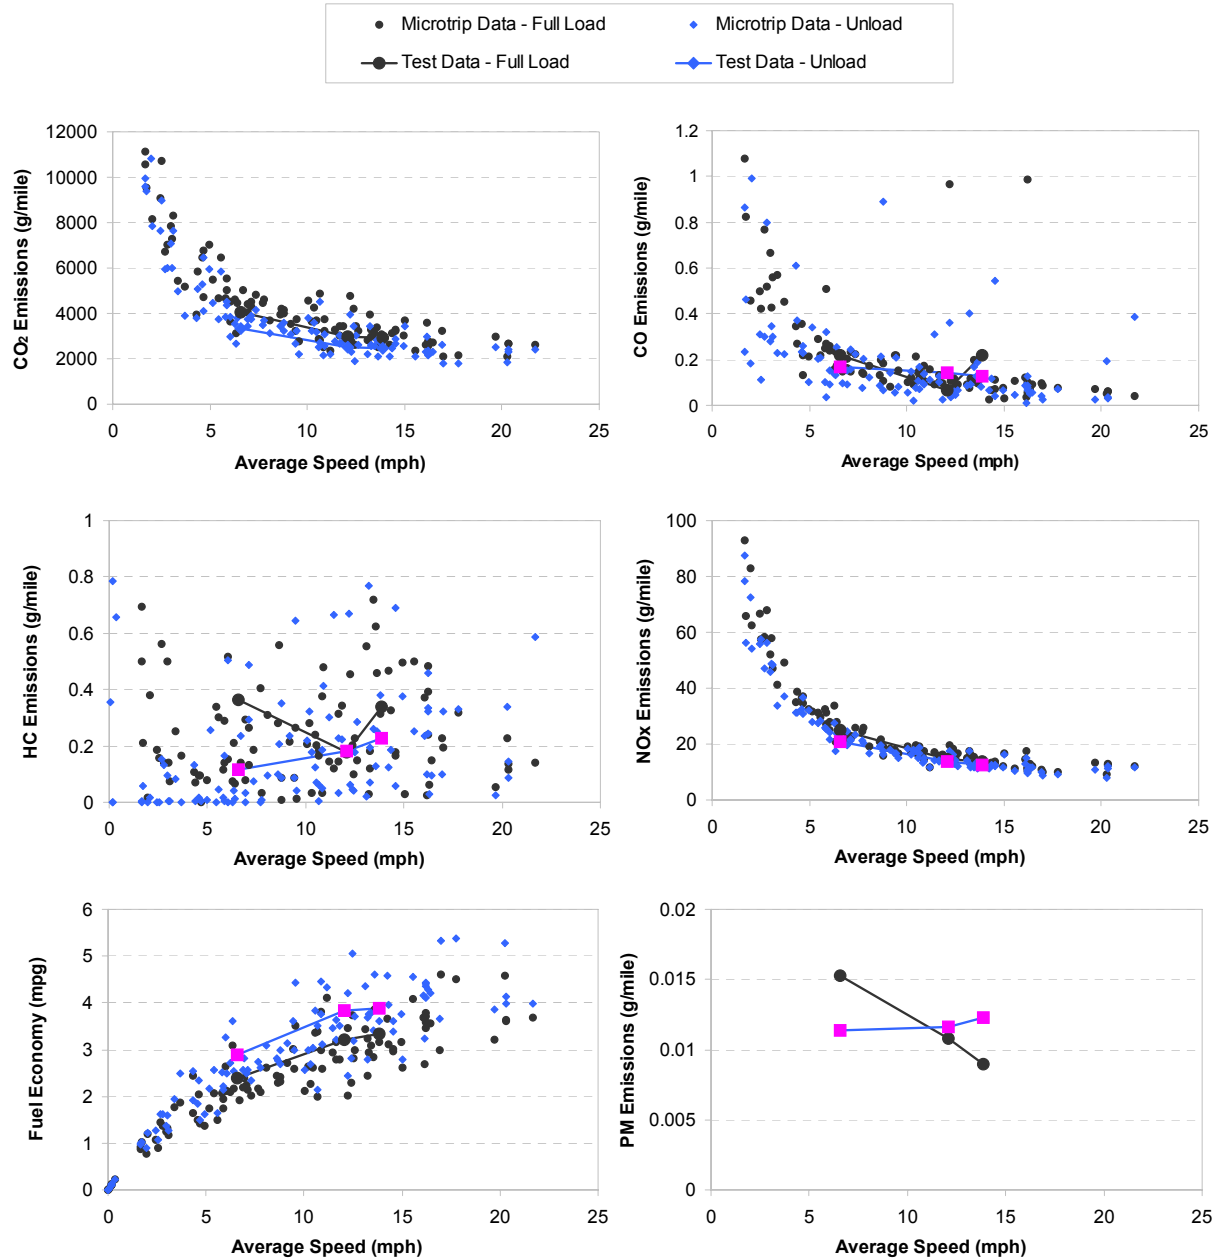 Microtrip Data - Full Load Microtrip Data - Unload
Test Data - Full Load Test Data - Unload
CO₂ Emissions (g/mile)
12000
10000
8000
6000
4000
2000
0
0 5 10 15 20 25
Average Speed (mph)
CO Emissions (g/mile)
1.2
1
0.8
0.6
0.4
0.2
0
0 5 10 15 20 25
Average Speed (mph)
HC Emissions (g/mile)
1
0.8
0.6
0.4
0.2
0
0 5 10 15 20 25
Average Speed (mph)
NOx Emissions (g/mile)
100
80
60
40
20
0
0 5 10 15 20 25
Average Speed (mph)
Fuel Economy (mpg)
6
5
4
3
2
1
0
0 5 10 15 20 25
Average Speed (mph)
PM Emissions (g/mile)
0.02
0.015
0.01
0.005
0
0 5 10 15 20 25
Average Speed (mph)